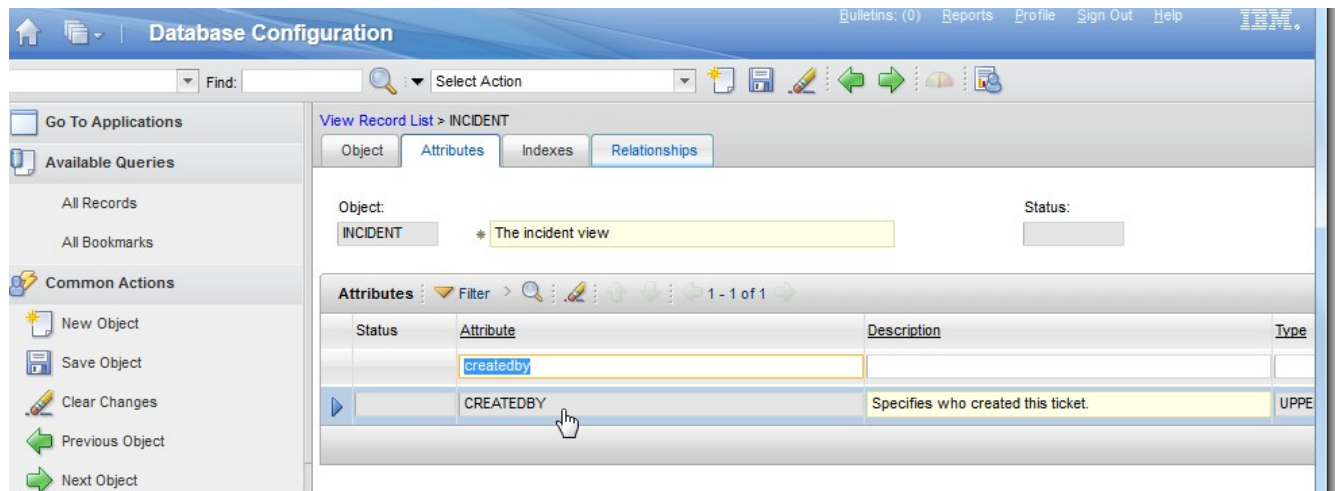 Bulletins: (0) Reports Profile Sign Out Help IBM.
Database Configuration
Find: Select Action
Go To Applications
Available Queries
All Records
All Bookmarks
Common Actions
New Object
Save Object
Clear Changes
Previous Object
Next Object
View Record List > INCIDENT
Object Attributes Indexes Relationships
Object: Status:
INCIDENT * The incident view
Attributes Filter > 1 - 1 of 1
Status Attribute Description Type
createdby
CREATEDBY Specifies who created this ticket. UPPE